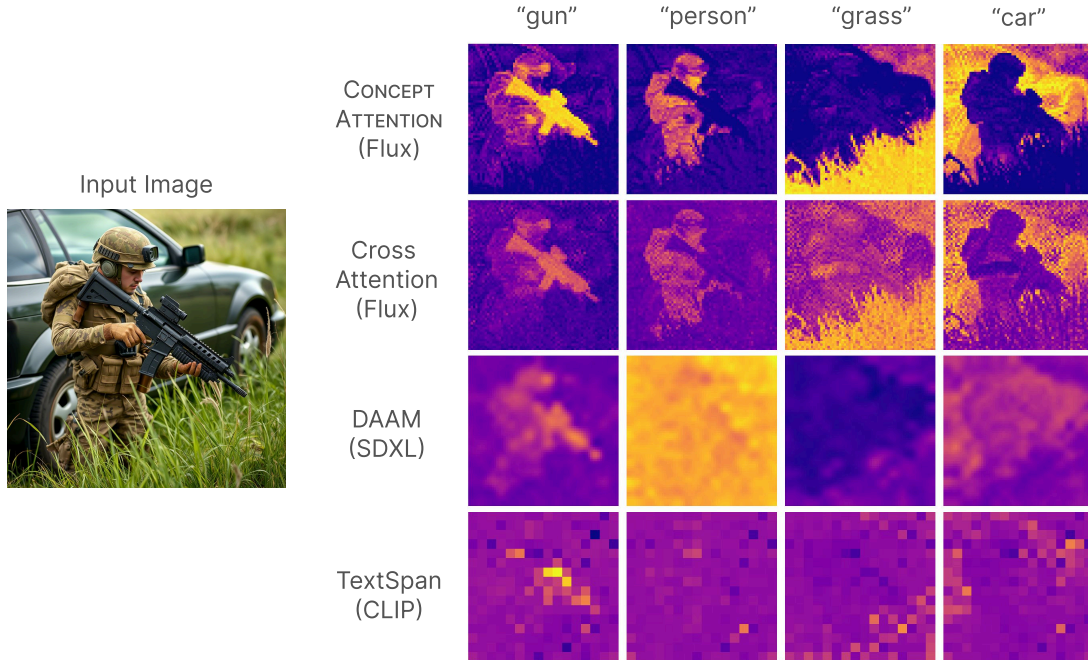 “gun” “person” “grass” “car”
Concept
Attention
(Flux)
Input Image
Cross
Attention
(Flux)
DAAM
(SDXL)
TextSpan
(CLIP)